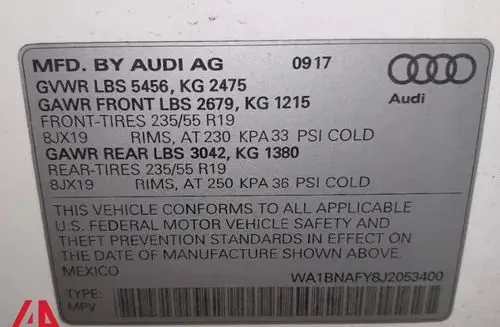 MFD. BY AUDI AG 09 17
GVWR LBS 5456, KG 2475
GAWR FRONT LBS 2679, KG 1215
FRONT-TIRES 235/55 R19
8JX19 RIMS, AT 230 KPA 33 PSI COLD
GAWR REAR LBS 3042, KG 1380
REAR-TIRES 235/55 R19
8JX19 RIMS, AT 250 KPA 36 PSI COLD
Audi
THIS VEHICLE CONFORMS TO ALL APPLICABLE
U.S. FEDERAL MOTOR VEHICLE SAFETY AND
THEFT PREVENTION STANDARDS IN EFFECT ON
THE DATE OF MANUFACTURE SHOWN ABOVE.
MEXICO WA1BNAFY8J2053400
TYPE:
MPV